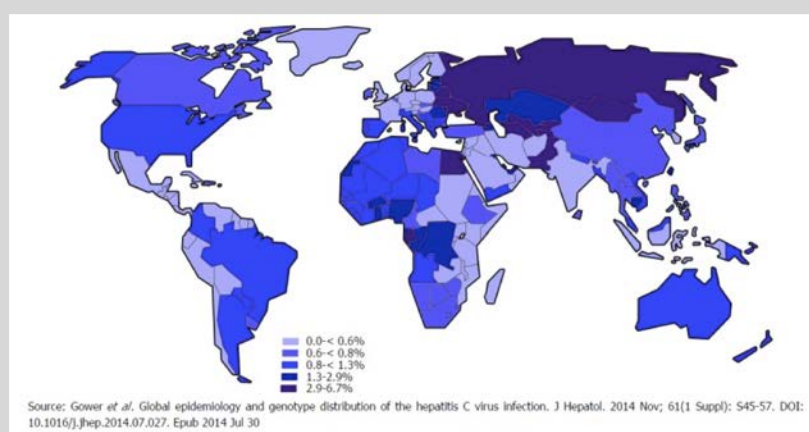 0.0-< 0.6%
0.6-< 0.8%
0.8-< 1.3%
1.3-2.9%
2.9-6.7%
Source: Gower et al. Global epidemiology and genotype distribution of the hepatitis C virus infection. J Hepatol. 2014 Nov; 61(1 Suppl): S45-57. DOI:
10.1016/j.jhep.2014.07.027. Epub 2014 Jul 30